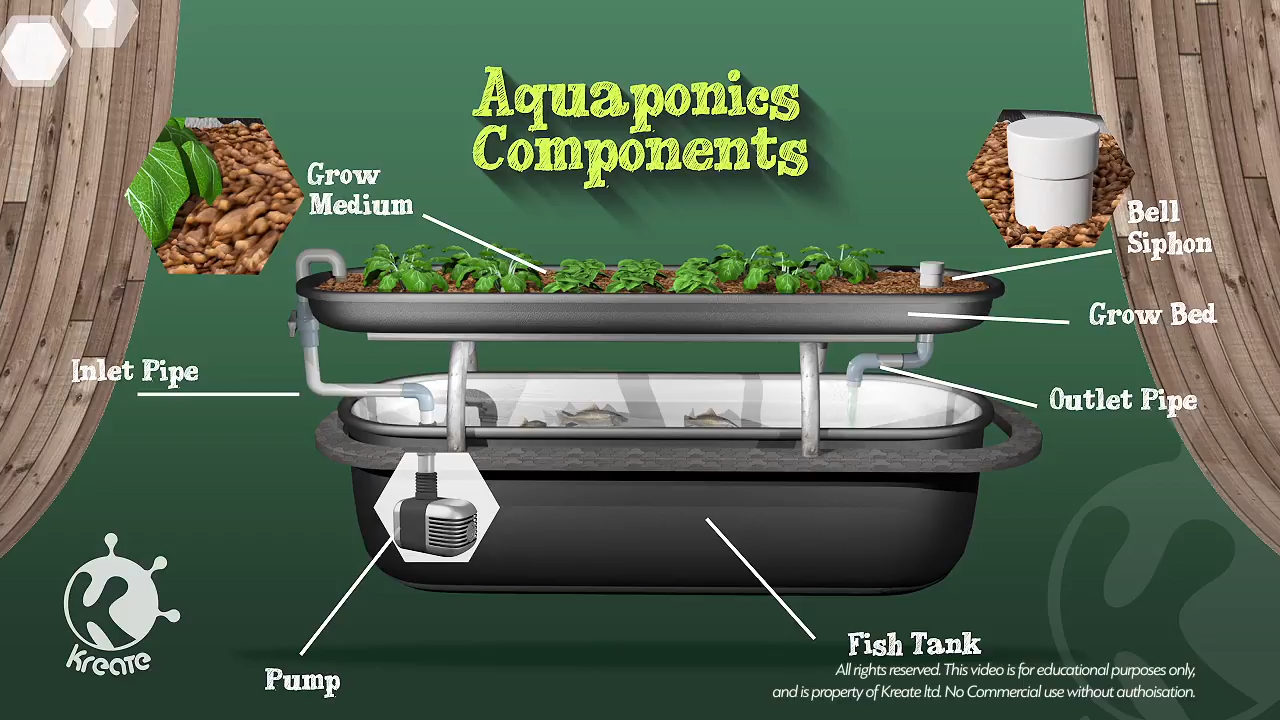 Aquaponics
Components
Grow
Medium
Bell
Siphon
Grow Bed
Inlet Pipe
Outlet Pipe
Fish Tank
Pump
Kreate
All rights reserved. This video is for educational purposes only,
and is property of Kreate ltd. No Commercial use without authoisation.